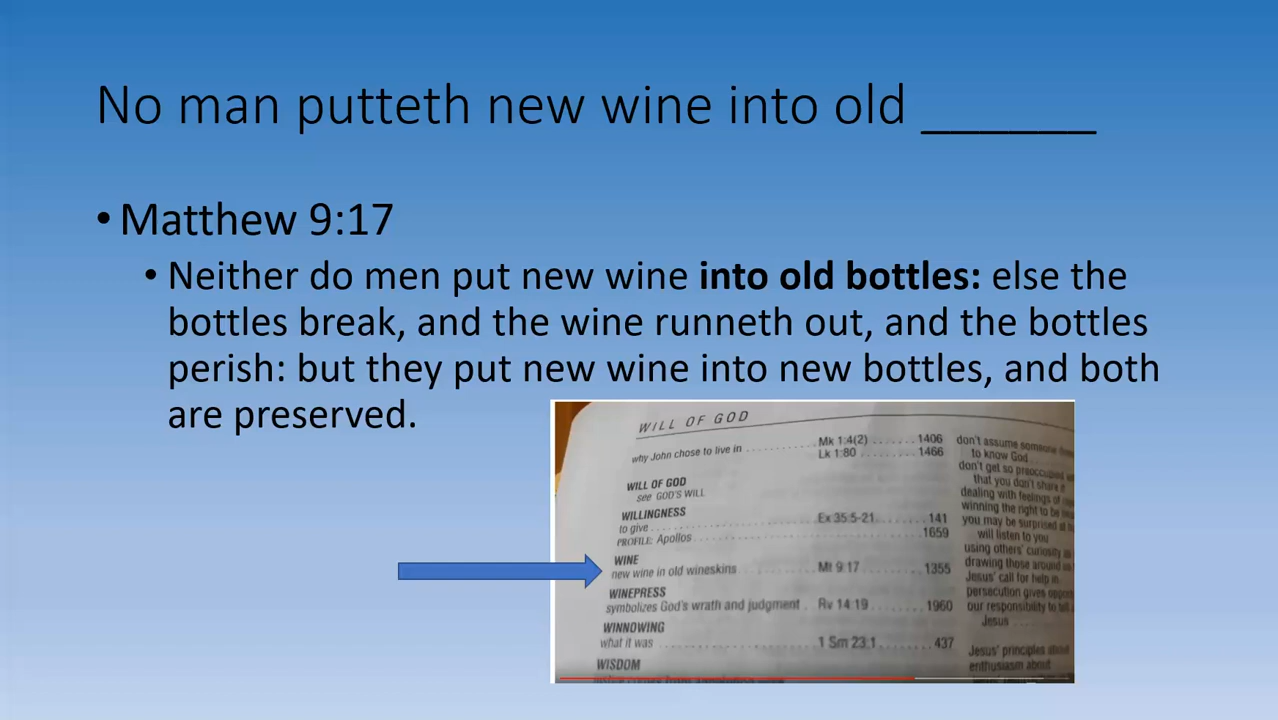 No man putteth new wine into old ______
• Matthew 9:17
• Neither do men put new wine into old bottles: else the
bottles break, and the wine runneth out, and the bottles
perish: but they put new wine into new bottles, and both
are preserved.
WILL OF GOD
why John chose to live in . . . . . . . . . . Mk 1:4(2) . . . . . . . 1406
Lk 1:80 . . . . . . . . . 1466
WILL OF GOD
see GOD'S WILL
WILLINGNESS
to give . . . . . . . . . . Ex 35:5-21 . . . . . . . 141
PROFILE: Apollos . . . . . . . . . . 1659
WINE
new wine in old wineskins . . . . . . . . . . Mt 9:17 . . . . . . . 1355
WINEPRESS
symbolizes God's wrath and judgment . Rv 14:19 . . . . . . . 1960
WINNOWING
what it was . . . . . . . . . . 1 Sm 23:1 . . . . . . . 437
WISDOM
don't assume someone
to know God
don't get so preoccupied
that you don't share
dealing with feelings of
winning the right to be
you may be surprised at
will listen to you
using others' curiosity
drawing those around
Jesus' call for help in
persecution gives
our responsibility to
Jesus
Jesus' principles about
enthusiasm about